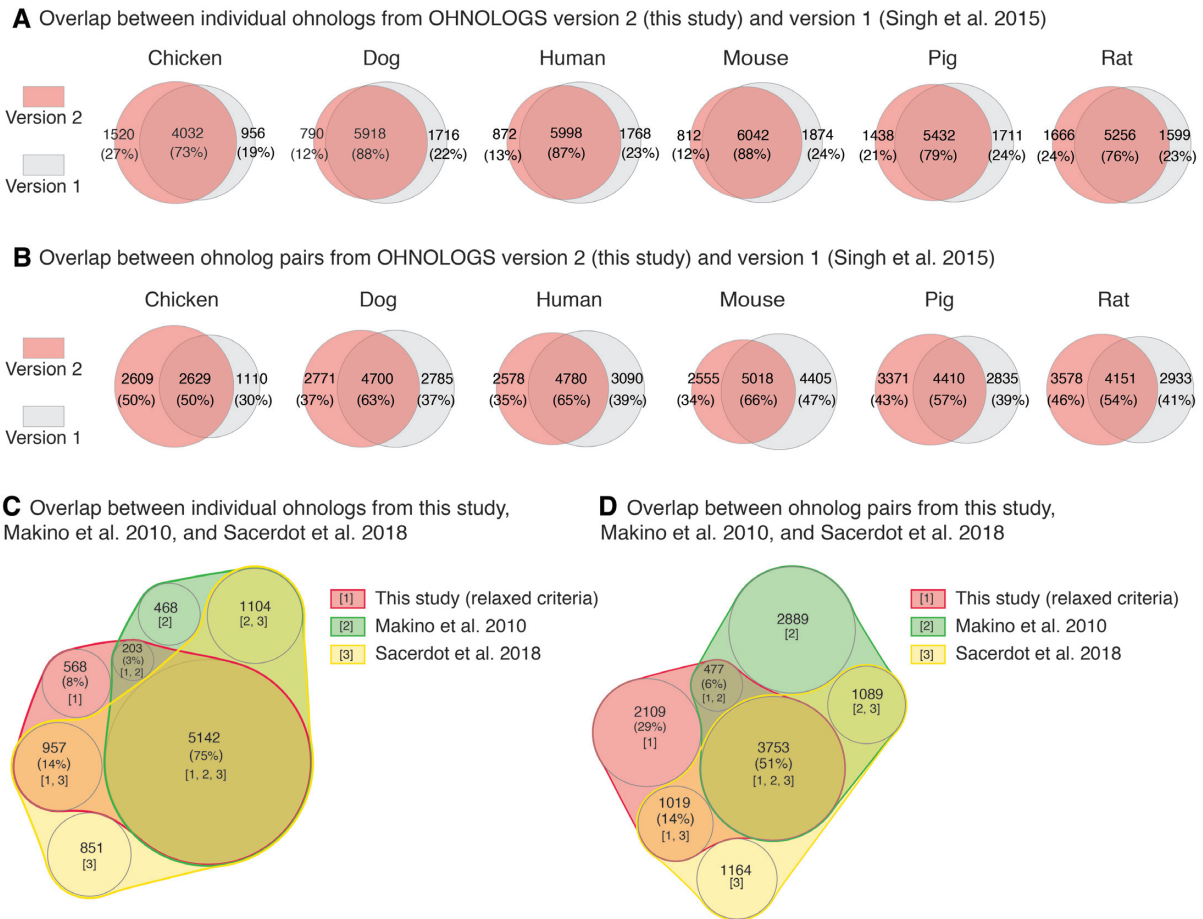 A Overlap between individual ohnologs from OHNOLOGS version 2 (this study) and version 1 (Singh et al. 2015)
Chicken Dog Human Mouse Pig Rat
Version 2
1520 4032 956 790 5918 1716 872 5998 1768 812 6042 1874 1438 5432 1711 1666 5256 1599
(27%) (73%) (19%) (12%) (88%) (22%) (13%) (87%) (23%) (12%) (88%) (24%) (21%) (79%) (24%) (24%) (76%) (23%)
Version 1
B Overlap between ohnolog pairs from OHNOLOGS version 2 (this study) and version 1 (Singh et al. 2015)
Chicken Dog Human Mouse Pig Rat
Version 2
2609 2629 1110 2771 4700 2785 2578 4780 3090 2555 5018 4405 3371 4410 2835 3578 4151 2933
(50%) (50%) (30%) (37%) (63%) (37%) (35%) (65%) (39%) (34%) (66%) (47%) (43%) (57%) (39%) (46%) (54%) (41%)
Version 1
C Overlap between individual ohnologs from this study,
Makino et al. 2010, and Sacerdot et al. 2018
468
[2]
1104
[2, 3]
203
(3%)
[1, 2]
568
(8%)
[1]
957
(14%)
[1, 3]
5142
(75%)
[1, 2, 3]
851
[3]
[1] This study (relaxed criteria)
[2] Makino et al. 2010
[3] Sacerdot et al. 2018
D Overlap between ohnolog pairs from this study,
Makino et al. 2010, and Sacerdot et al. 2018
2889
[2]
477
(6%)
[1, 2]
1089
[2, 3]
2109
(29%)
[1]
3753
(51%)
[1, 2, 3]
1019
(14%)
[1, 3]
1164
[3]
[1] This study (relaxed criteria)
[2] Makino et al. 2010
[3] Sacerdot et al. 2018